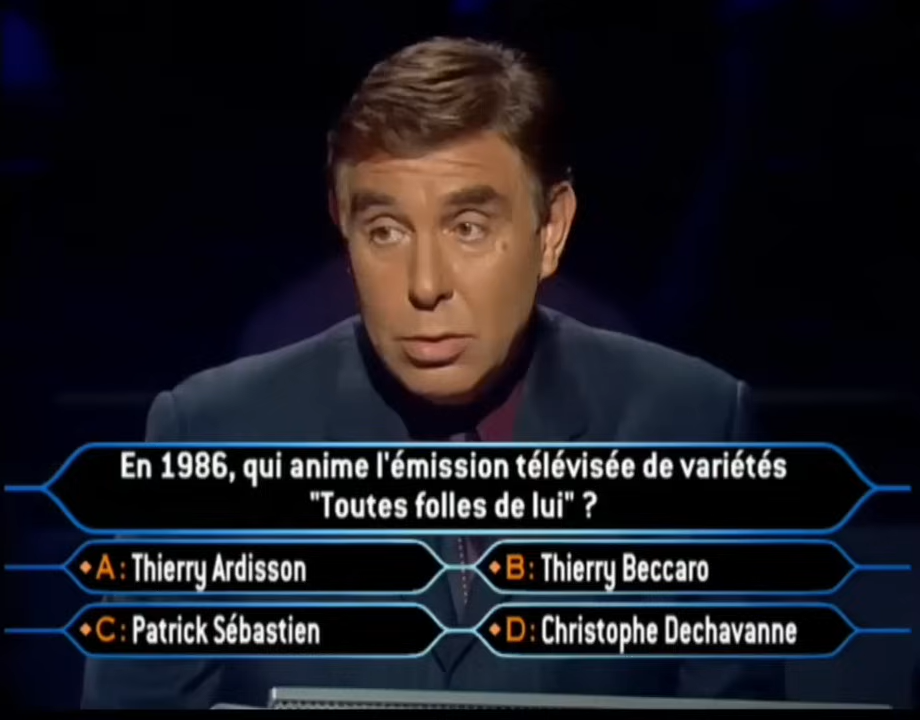 En 1986, qui anime l'émission télévisée de variétés
"Toutes folles de lui" ?
A: Thierry Ardisson
B: Thierry Beccaro
C: Patrick Sébastien
D: Christophe Dechavanne